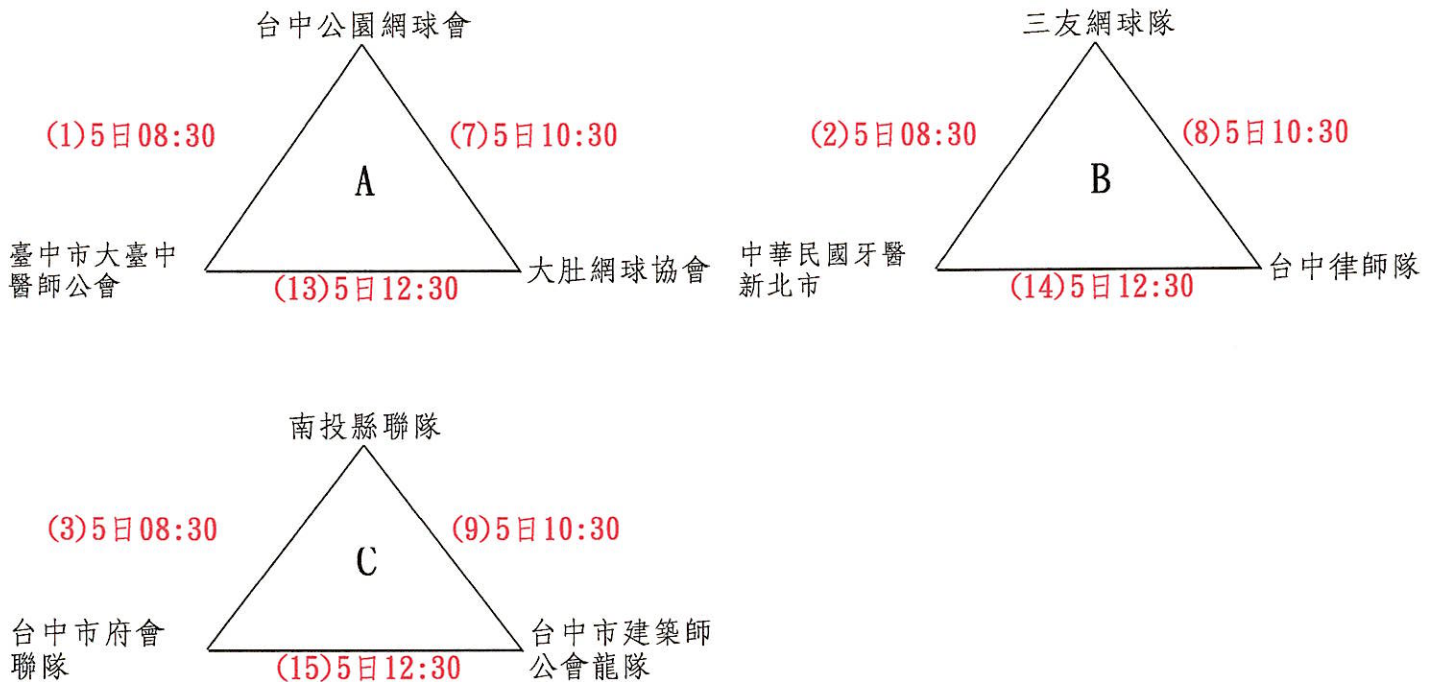 台中公園網球會
(1)5日08:30
(7)5日10:30
A
臺中市大臺中
醫師公會
大肚網球協會
(13)5日12:30
三友網球隊
(2)5日08:30
(8)5日10:30
B
中華民國牙醫
新北市
台中律師隊
(14)5日12:30
南投縣聯隊
(3)5日08:30
(9)5日10:30
C
台中市府會
聯隊
台中市建築師
公會龍隊
(15)5日12:30